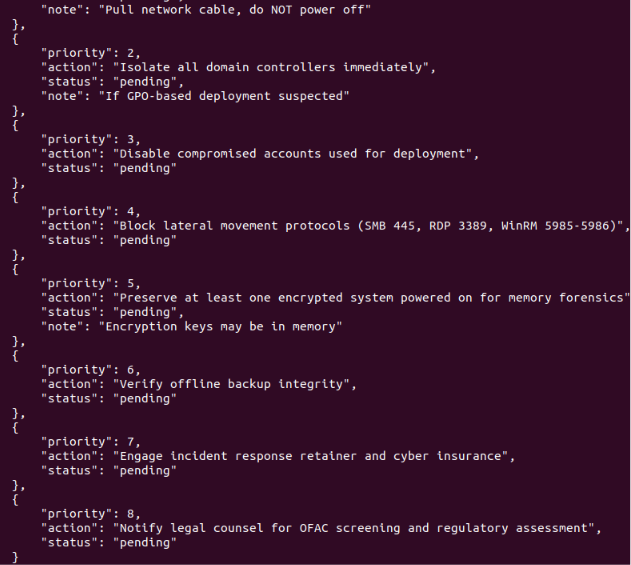 "note": "Pull network cable, do NOT power off"
},
{
"priority": 2,
"action": "Isolate all domain controllers immediately",
"status": "pending",
"note": "If GPO-based deployment suspected"
},
{
"priority": 3,
"action": "Disable compromised accounts used for deployment",
"status": "pending"
},
{
"priority": 4,
"action": "Block lateral movement protocols (SMB 445, RDP 3389, WinRM 5985-5986)",
"status": "pending"
},
{
"priority": 5,
"action": "Preserve at least one encrypted system powered on for memory forensics"
"status": "pending",
"note": "Encryption keys may be in memory"
},
{
"priority": 6,
"action": "Verify offline backup integrity",
"status": "pending"
},
{
"priority": 7,
"action": "Engage incident response retainer and cyber insurance",
"status": "pending"
},
{
"priority": 8,
"action": "Notify legal counsel for OFAC screening and regulatory assessment",
"status": "pending"
}